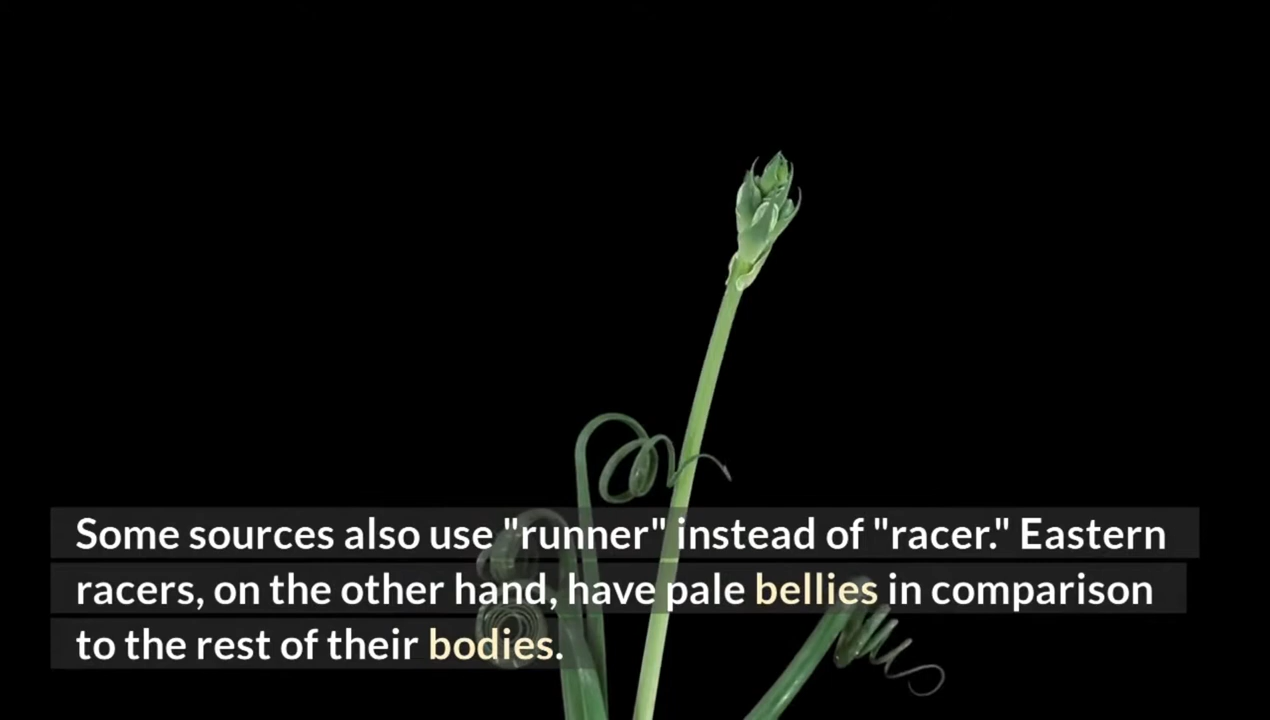 Some sources also use "runner" instead of "racer." Eastern
racers, on the other hand, have pale bellies in comparison
to the rest of their bodies.